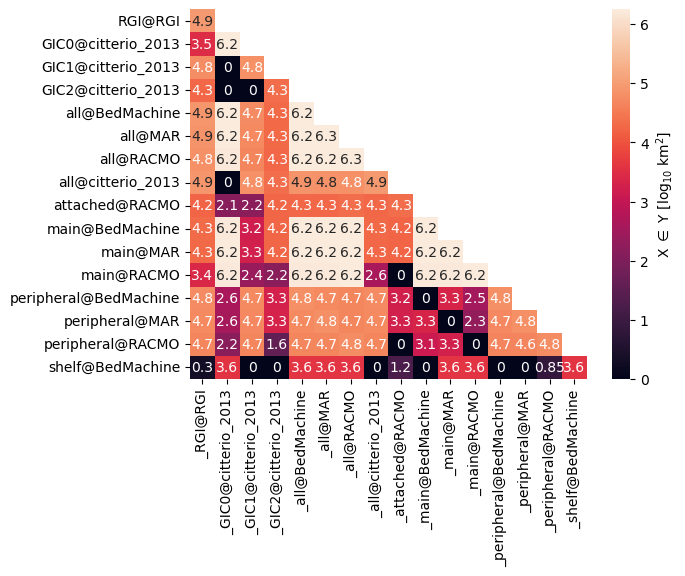 RGI@RGI 4.9
GIC0@citterio_2013 3.5 6.2
GIC1@citterio_2013 4.8 0 4.8
GIC2@citterio_2013 4.3 0 0 4.3
all@BedMachine 4.9 6.2 4.7 4.3 6.2
all@MAR 4.9 6.2 4.7 4.3 6.2 6.3
all@RACMO 4.8 6.2 4.7 4.3 6.2 6.2 6.3
all@citterio_2013 4.9 0 4.8 4.3 4.9 4.8 4.8 4.9
attached@RACMO 4.2 2.1 2.2 4.2 4.3 4.3 4.3 4.3 4.3
main@BedMachine 4.3 6.2 3.2 4.2 6.2 6.2 6.2 4.3 4.2 6.2
main@MAR 4.3 6.2 3.3 4.2 6.2 6.2 6.2 4.3 4.2 6.2 6.2
main@RACMO 3.4 6.2 2.4 2.2 6.2 6.2 6.2 2.6 0 6.2 6.2 6.2
peripheral@BedMachine 4.8 2.6 4.7 3.3 4.8 4.7 4.7 4.7 3.2 0 3.3 2.5 4.8
peripheral@MAR 4.7 2.6 4.7 3.3 4.7 4.8 4.7 4.7 3.3 3.3 0 2.3 4.7 4.8
peripheral@RACMO 4.7 2.2 4.7 1.6 4.7 4.7 4.8 4.7 0 3.1 3.3 0 4.7 4.6 4.8
shelf@BedMachine 0.3 3.6 0 0 3.6 3.6 3.6 0 1.2 0 3.6 3.6 0 0 0.85 3.6
_RGI@RGI
_GIC0@citterio_2013
_GIC1@citterio_2013
_GIC2@citterio_2013
_all@BedMachine
_all@MAR
_all@RACMO
_all@citterio_2013
_attached@RACMO
_main@BedMachine
_main@MAR
_main@RACMO
_peripheral@BedMachine
_peripheral@MAR
_peripheral@RACMO
_shelf@BedMachine
6
5
4
3
2
1
0
X ∈ Y [log₁₀ km²]